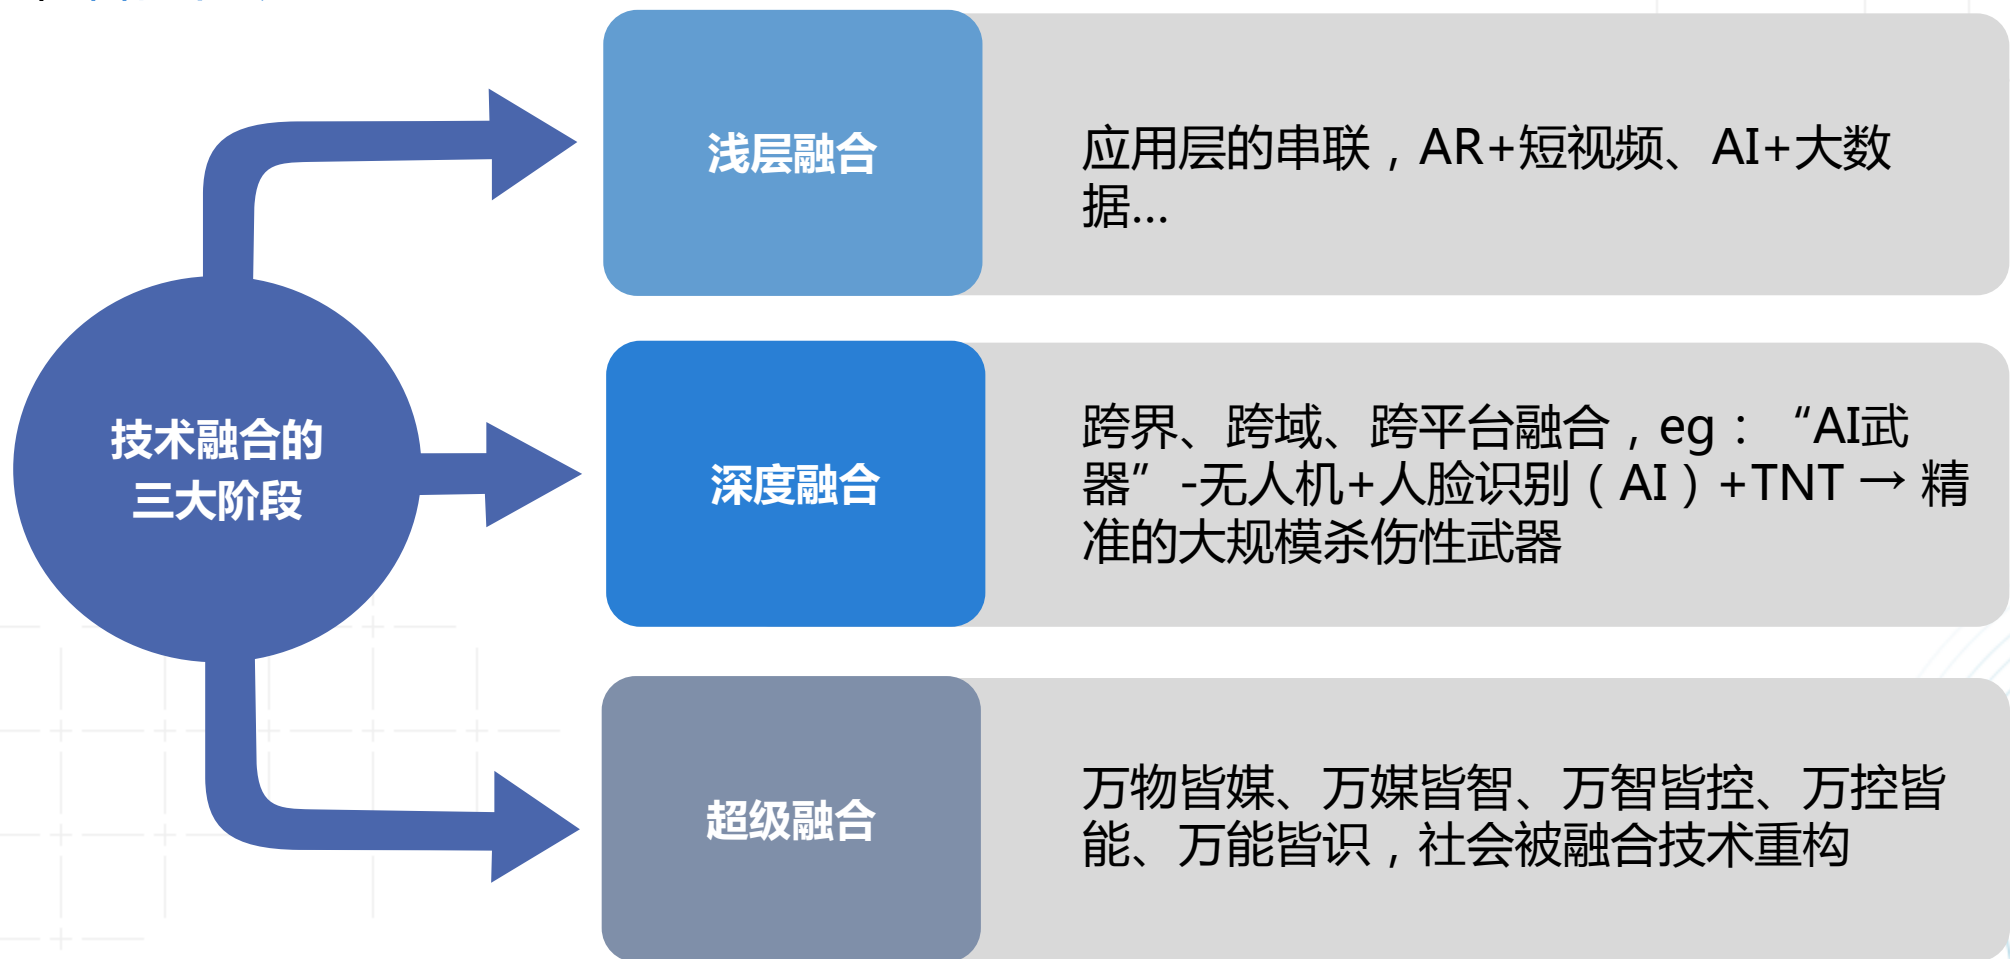 技术融合的
三大阶段
浅层融合
应用层的串联，AR+短视频、AI+大数
据...
深度融合
跨界、跨域、跨平台融合，eg：“AI武
器”-无人机+人脸识别（AI）+TNT → 精
准的大规模杀伤性武器
超级融合
万物皆媒、万媒皆智、万智皆控、万控皆
能、万能皆识，社会被融合技术重构